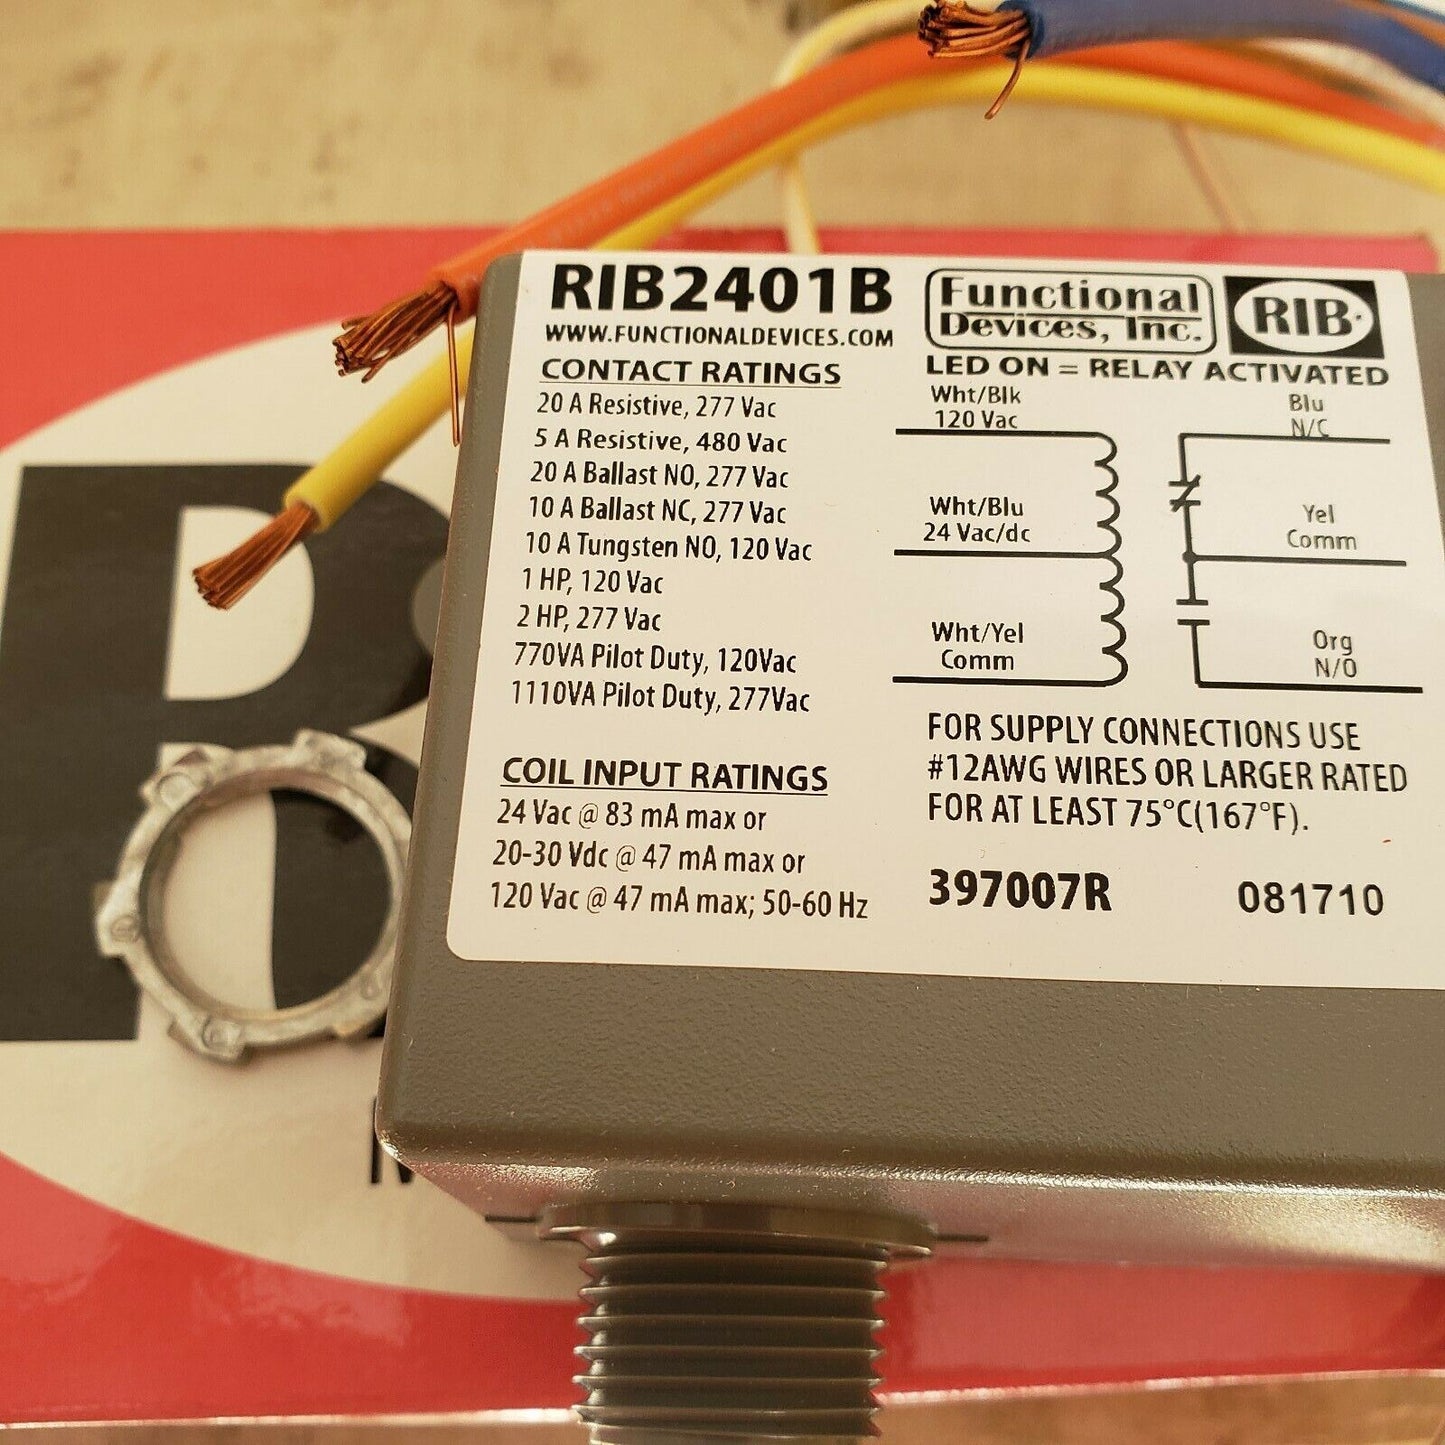 RIB2401B
WWW.FUNCTIONALDEVICES.COM
Functional
Devices, Inc.
RIB
LED ON = RELAY ACTIVATED
CONTACT RATINGS
20 A Resistive, 277 Vac
5 A Resistive, 480 Vac
20 A Ballast NO, 277 Vac
10 A Ballast NC, 277 Vac
10 A Tungsten NO, 120 Vac
1 HP, 120 Vac
2 HP, 277 Vac
770VA Pilot Duty, 120Vac
1110VA Pilot Duty, 277Vac
COIL INPUT RATINGS
24 Vac @ 83 mA max or
20-30 Vdc @ 47 mA max or
120 Vac @ 47 mA max; 50-60 Hz
Wht/Blk
120 Vac
Wht/Blu
24 Vac/dc
Wht/Yel
Comm
Blu
N/C
Yel
Comm
Org
N/O
FOR SUPPLY CONNECTIONS USE
#12AWG WIRES OR LARGER RATED
FOR AT LEAST 75°C(167°F).
397007R
081710